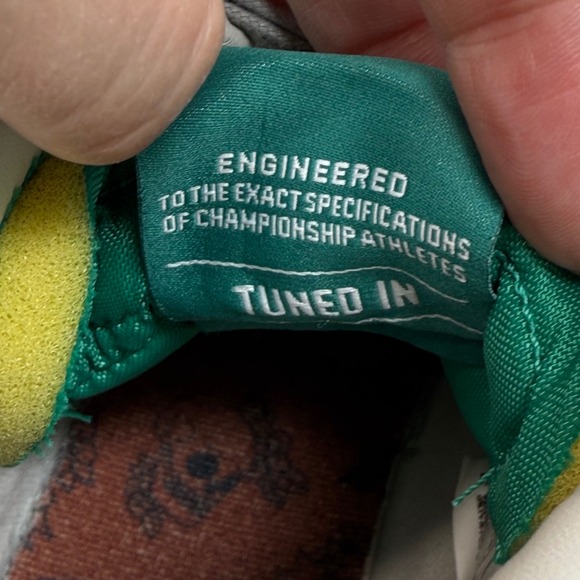 ENGINEERED
TO THE EXACT SPECIFICATIONS
OF CHAMPIONSHIP ATHLETES
TUNED IN